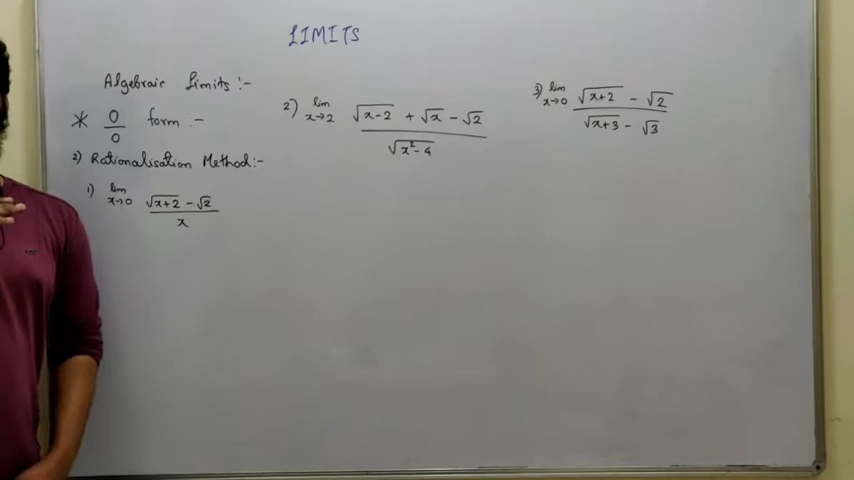 LIMITS
Algebraic Limits :-
* 0/0 form -
2) Rationalisation Method :-
1) lim x→0 (√(x+2) - √2)/x
2) lim x→2 (√(x-2) + √x - √2)/√(x²-4)
3) lim x→0 (√(x+2) - √2)/(√(x+3) - √3)